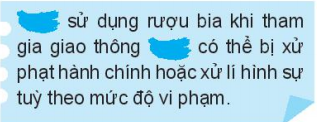 sử dụng rượu bia khi tham
gia giao thông có thể bị xử
phạt hành chính hoặc xử lí hình sự
tuỳ theo mức độ vi phạm.